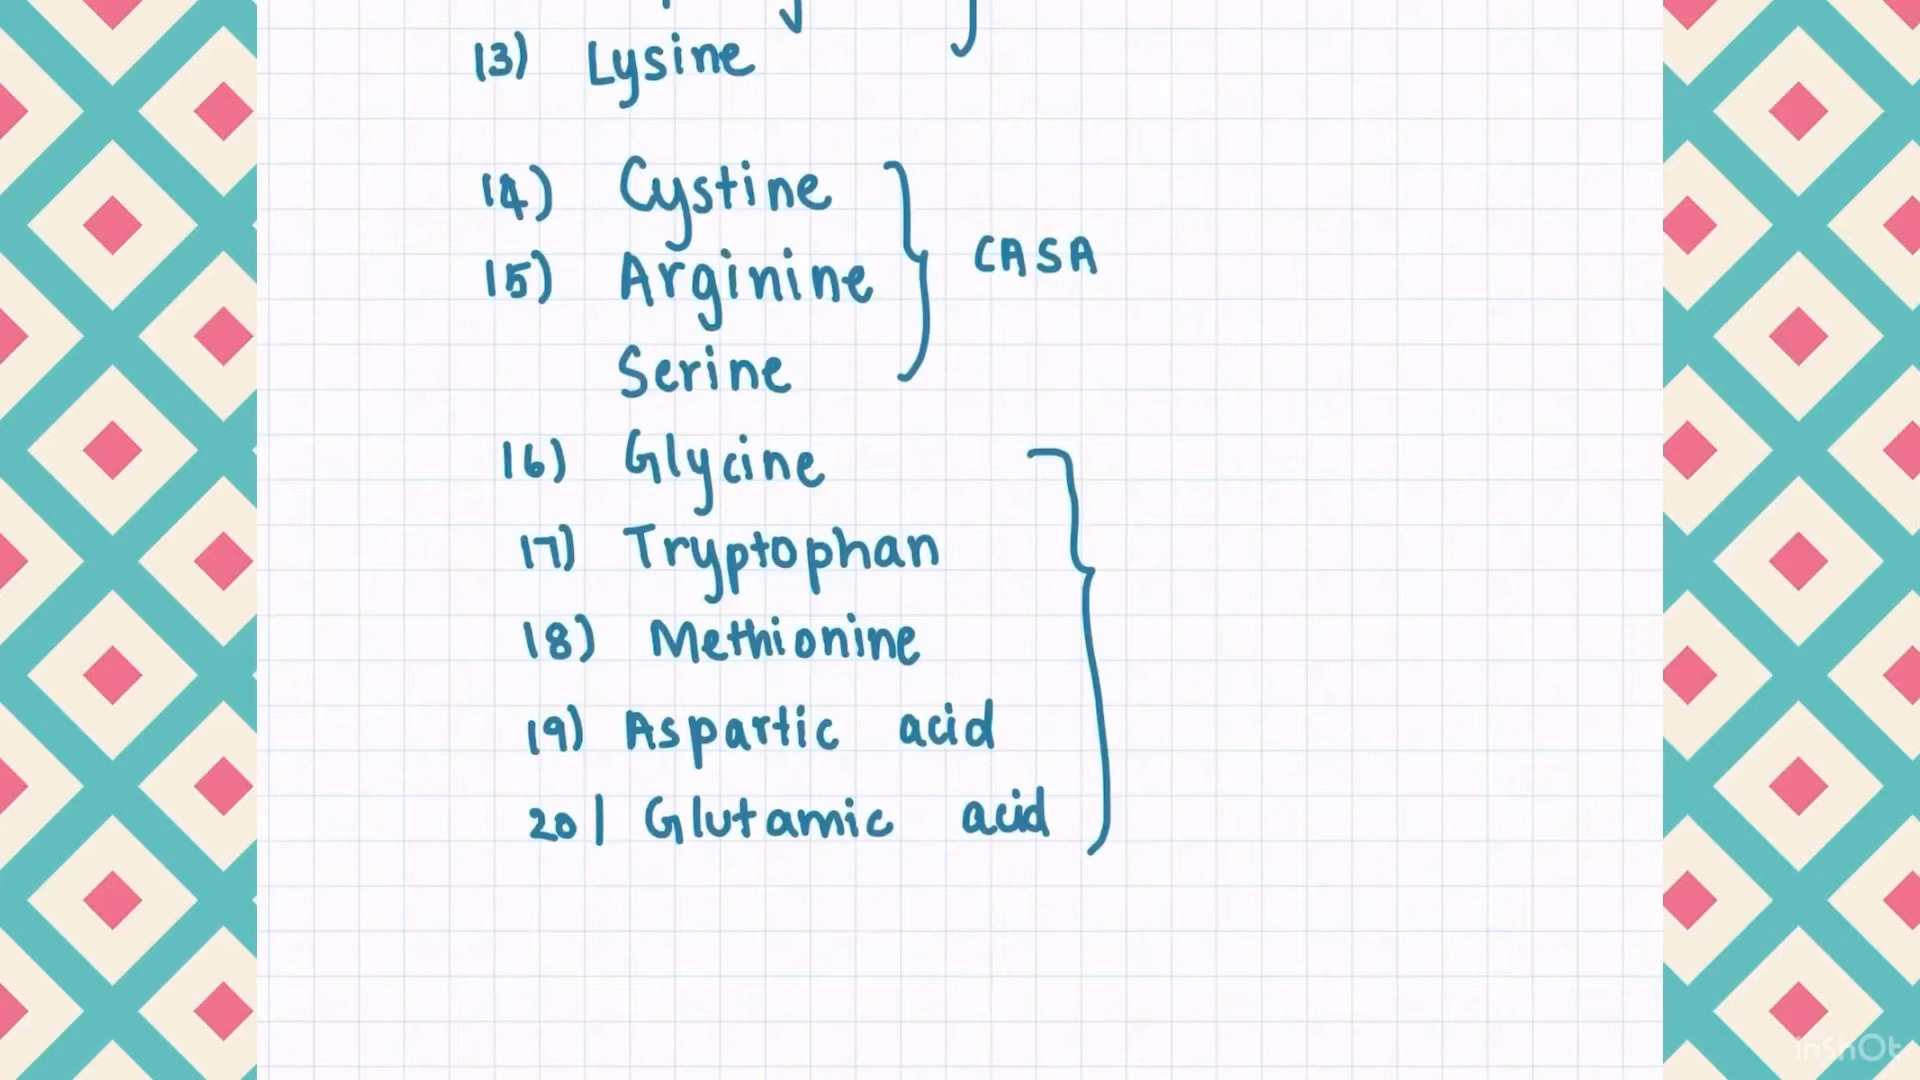 13) Lysine
14) Cystine
15) Arginine
CASA
Serine
16) Glycine
17) Tryptophan
18) Methionine
19) Aspartic acid
20) Glutamic acid
InShOt